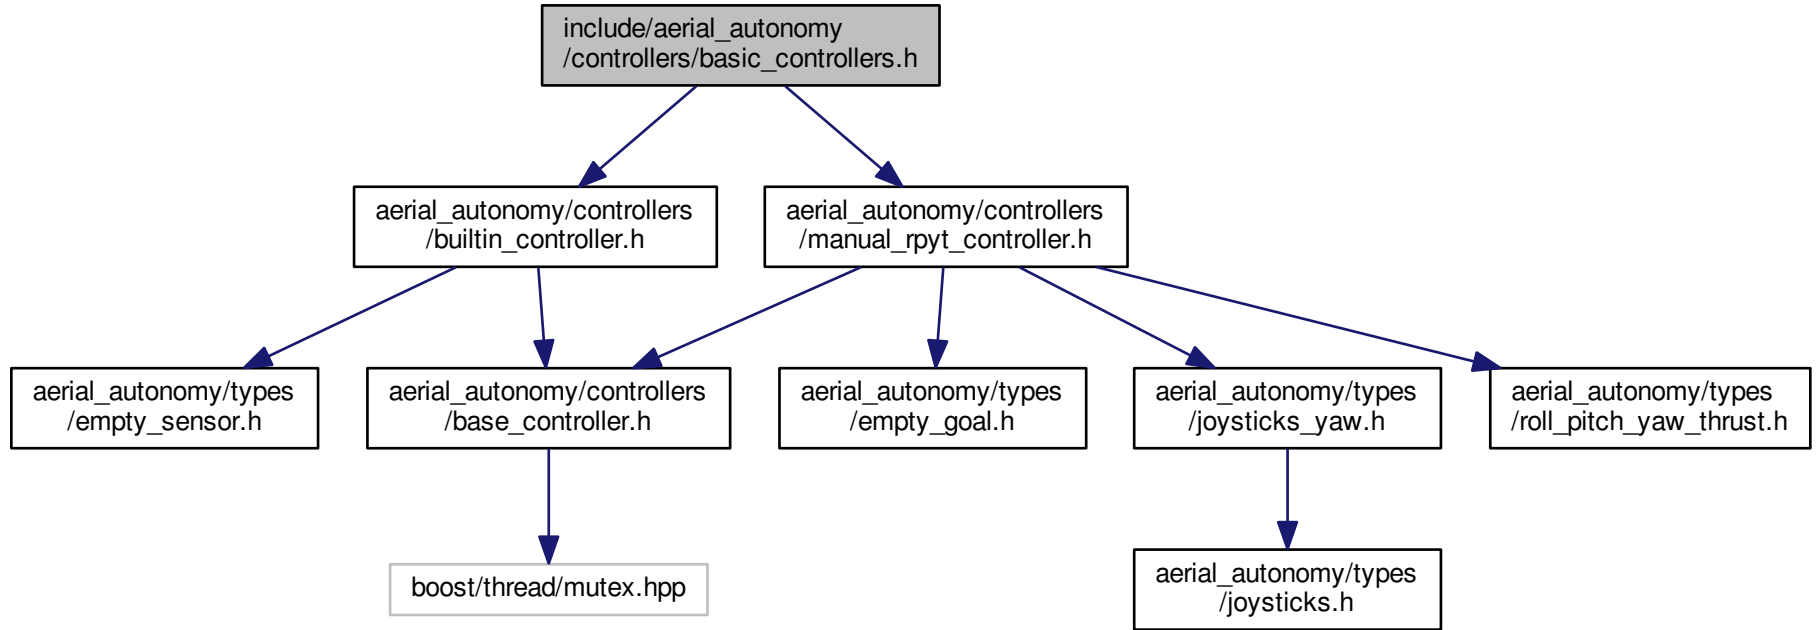 include/aerial_autonomy
/controllers/basic_controllers.h
aerial_autonomy/controllers
/builtin_controller.h
aerial_autonomy/controllers
/manual_rpyt_controller.h
aerial_autonomy/types
/empty_sensor.h
aerial_autonomy/controllers
/base_controller.h
aerial_autonomy/types
/empty_goal.h
aerial_autonomy/types
/joysticks_yaw.h
aerial_autonomy/types
/roll_pitch_yaw_thrust.h
boost/thread/mutex.hpp
aerial_autonomy/types
/joysticks.h